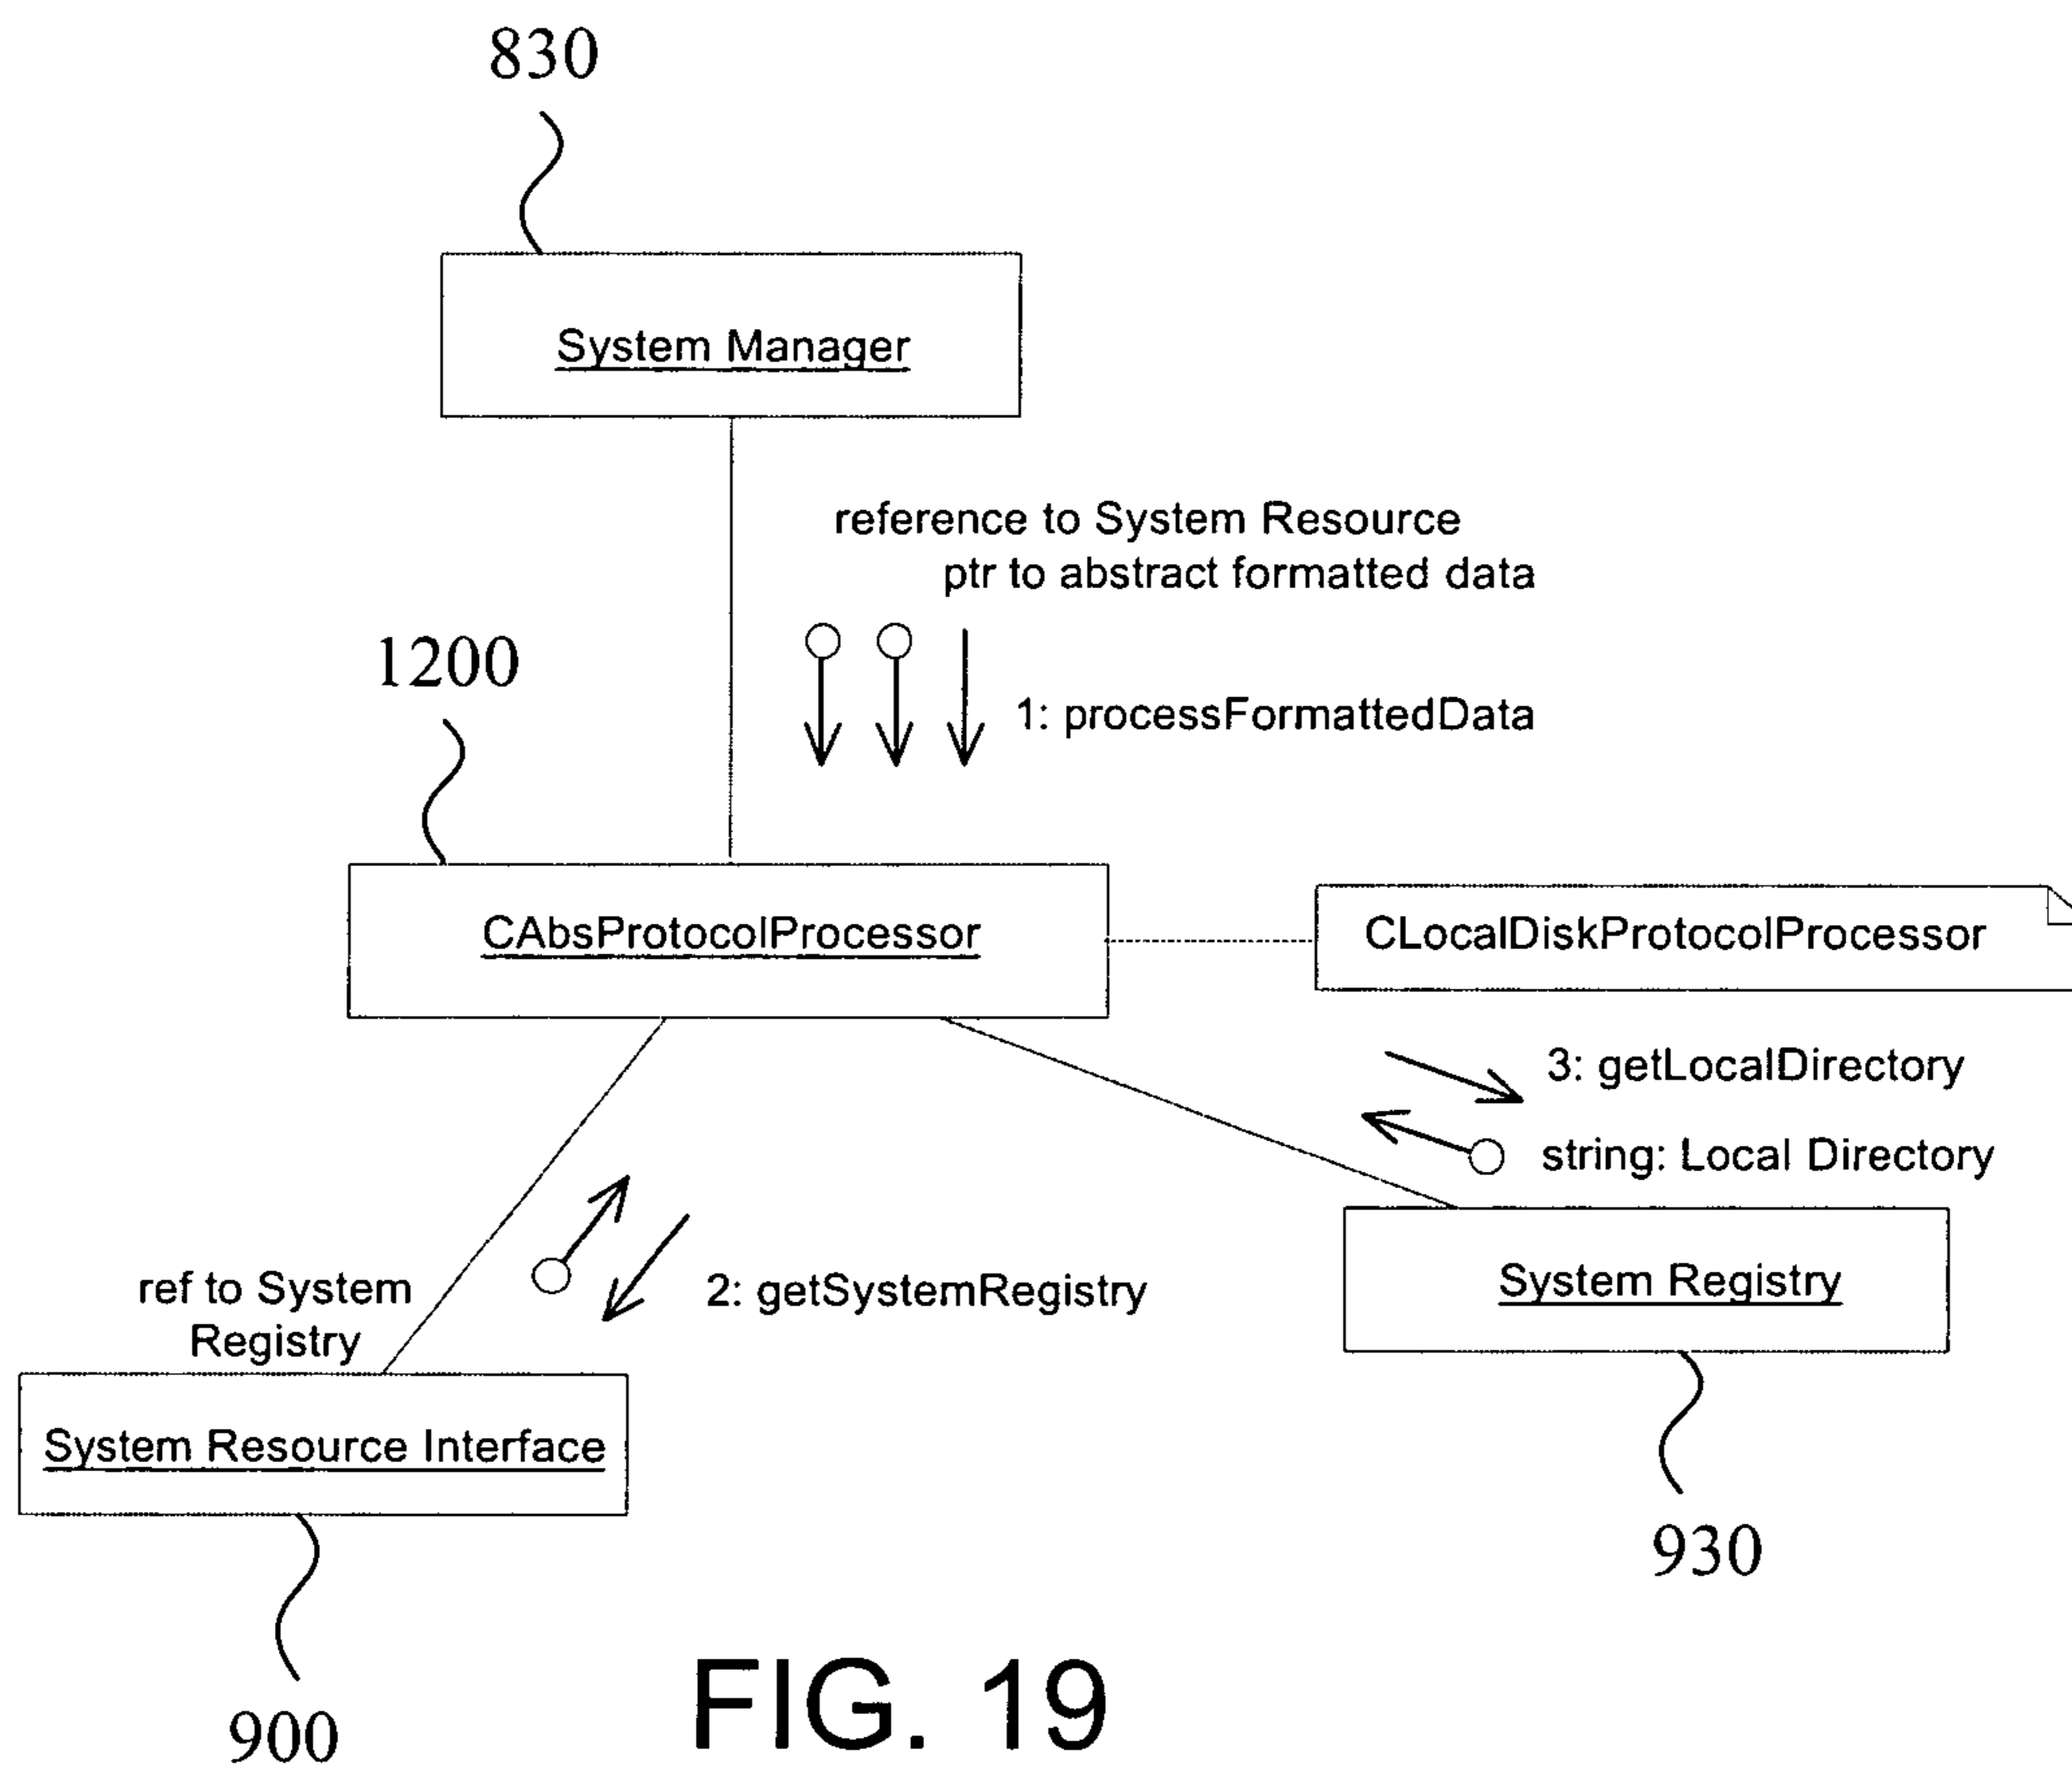 830
System Manager
reference to System Resource
ptr to abstract formatted data
1: processFormattedData
1200
CAbsProtocolProcessor
CLocalDiskProtocolProcessor
3: getLocalDirectory
string: Local Directory
ref to System
Registry
2: getSystemRegistry
System Registry
System Resource Interface
930
900
FIG. 19